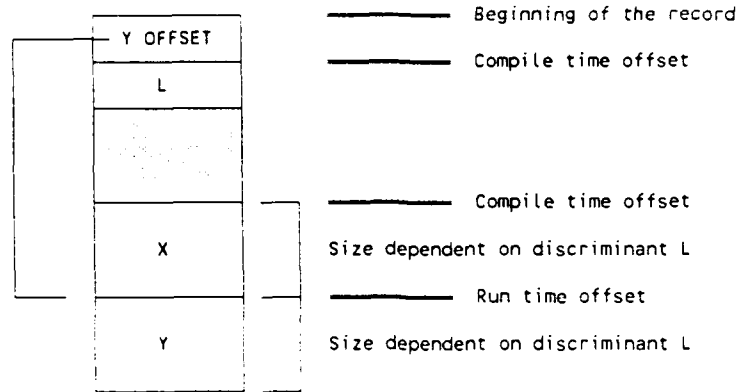 Beginning of the record
Y OFFSET
Compile time offset
L
Compile time offset
X
Size dependent on discriminant L
Run time offset
Y
Size dependent on discriminant L